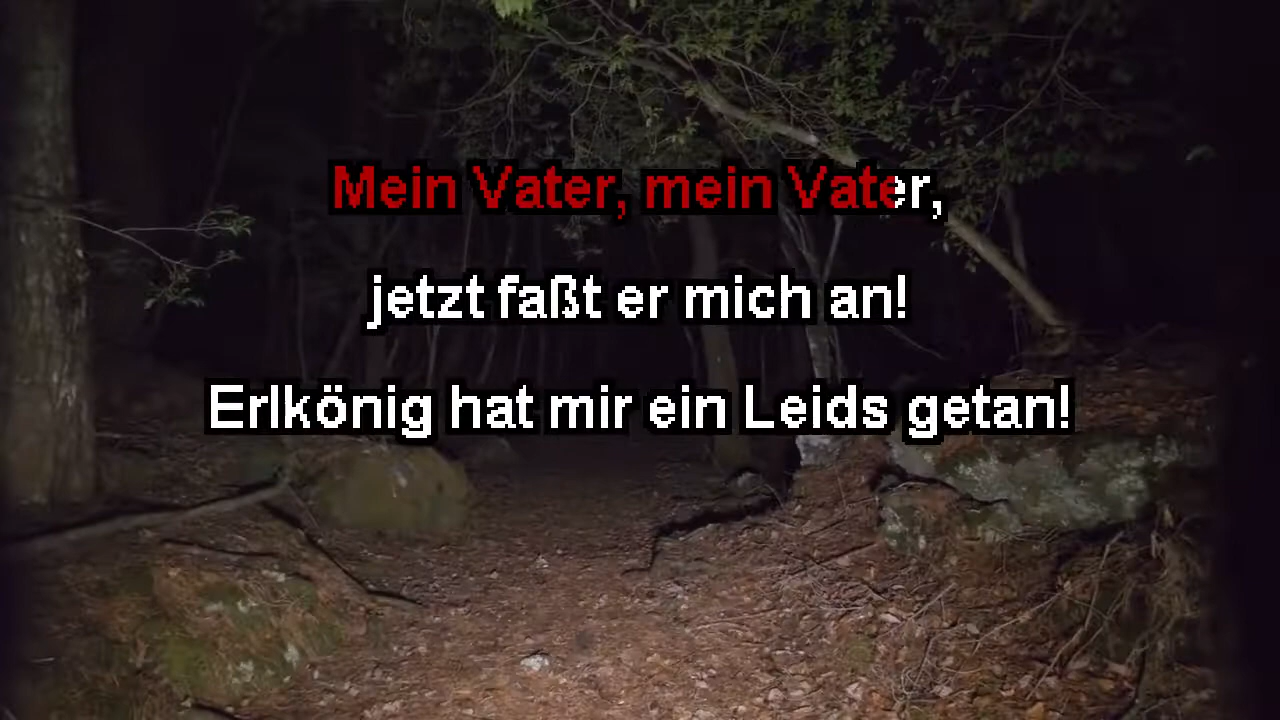 Mein Vater, mein Vater,
jetzt faßt er mich an!
Erlkönig hat mir ein Leids getan!